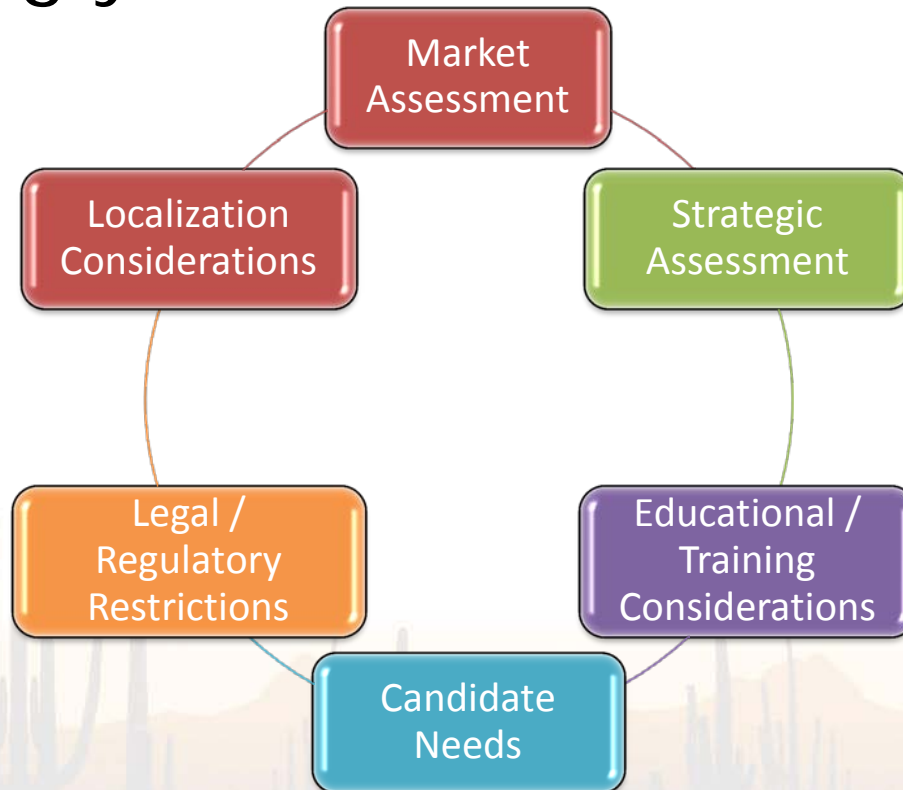 Market
Assessment
Strategic
Assessment
Educational /
Training
Considerations
Candidate
Needs
Legal /
Regulatory
Restrictions
Localization
Considerations